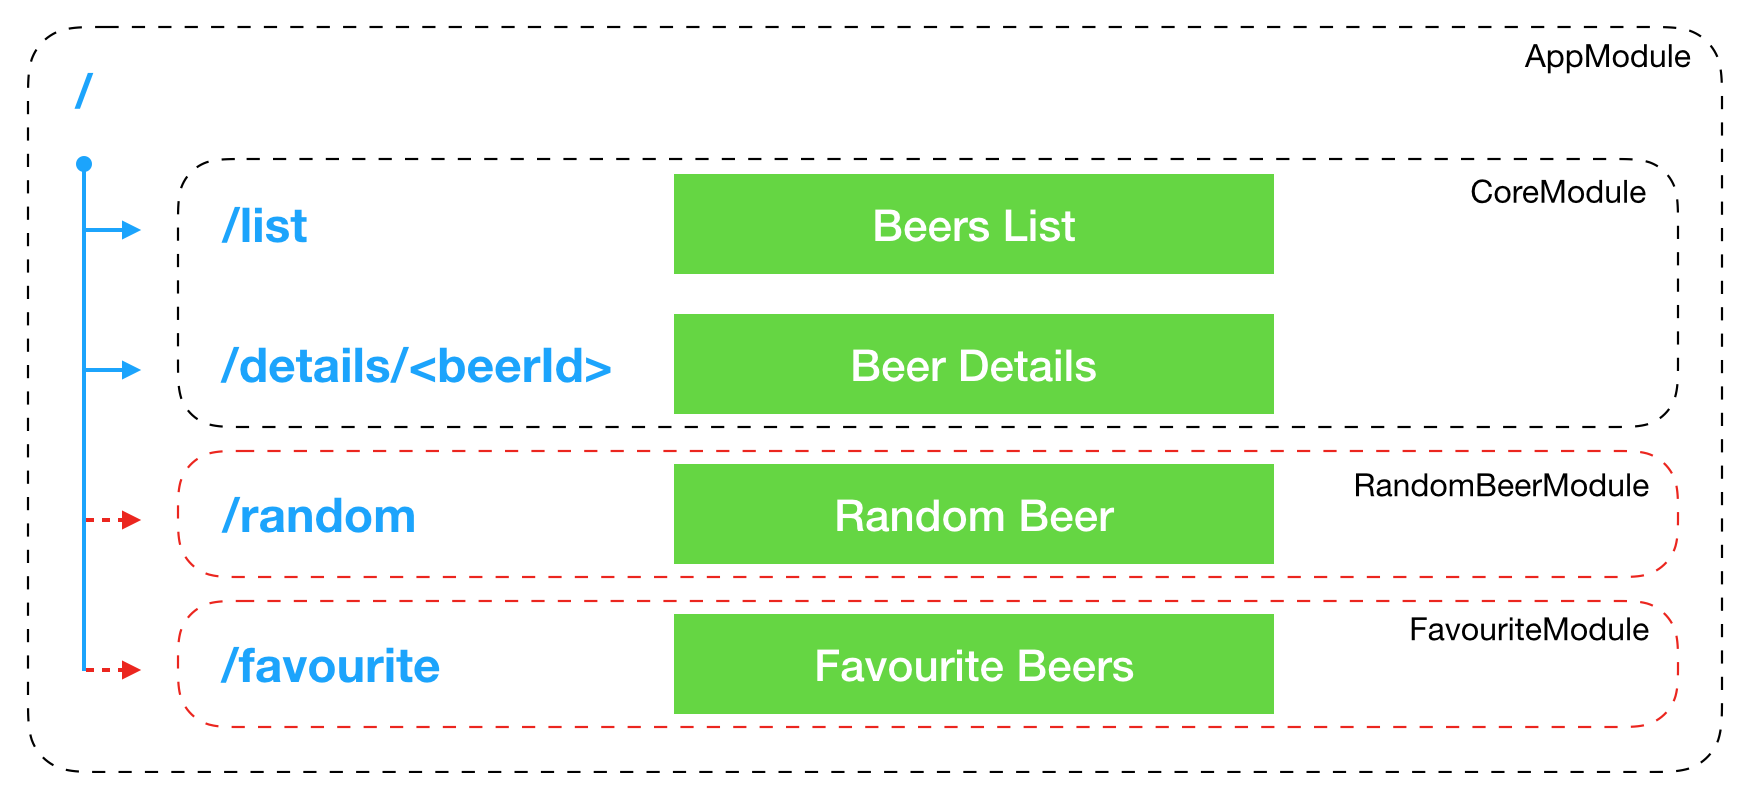 AppModule
/
CoreModule
/list
Beers List
/details/<beerId>
Beer Details
RandomBeerModule
/random
Random Beer
FavouriteModule
/favourite
Favourite Beers